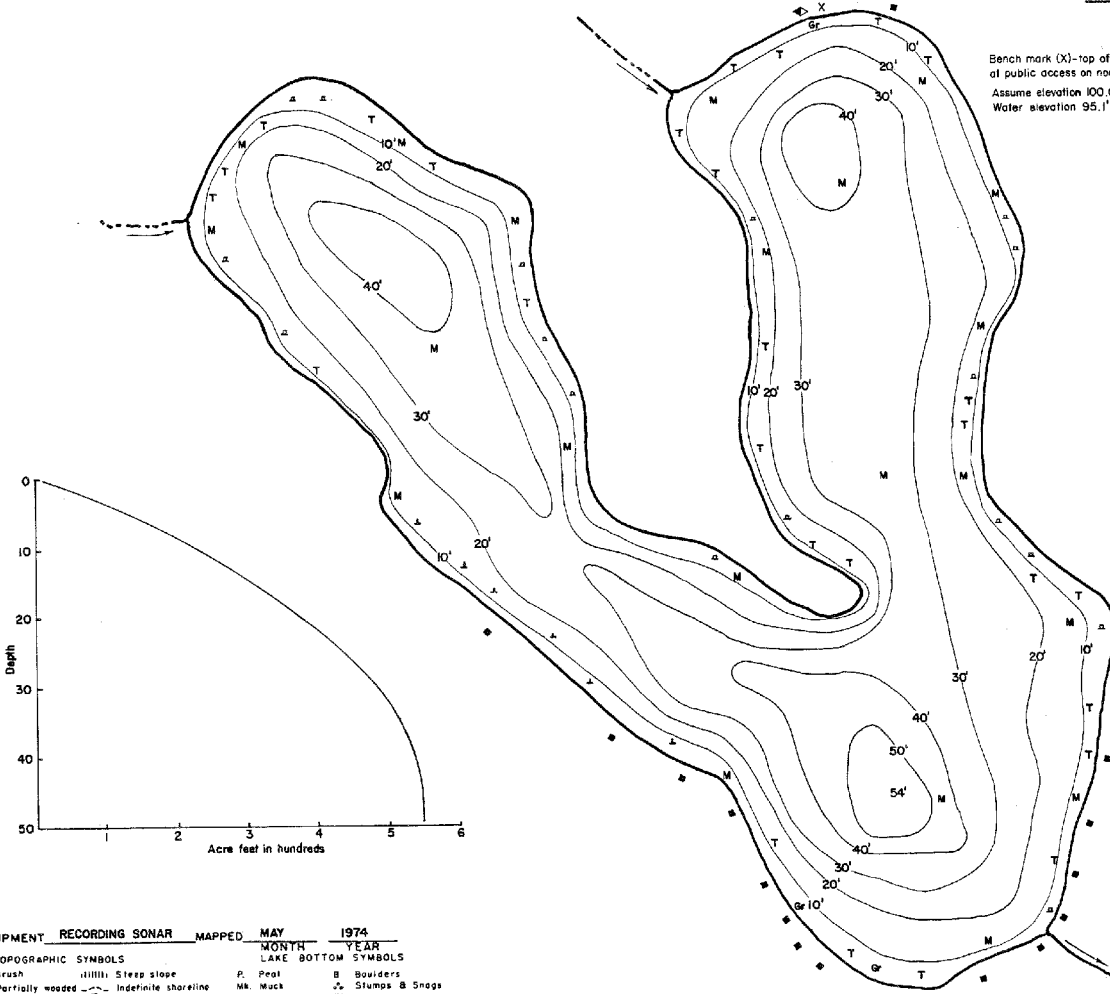 X
Gr
T
T
T
T
10'
20'
M
M
30'
40'
M
Bench mark (X)-top of
at public access on
Assume elevation 100.
Water elevation 95.1'
T
10' M
T
M
20'
T
T
T
M
M
40'
T
M
T
30'
M
T
T
M
M
M
T
10' 20'
30'
T
T
T
M
M
M
T
T
T
M
10'
20'
M
T
T
M
20'
10'
30'
T
T
40'
50'
54'
M
M
M
T
40'
30'
20'
Gr 10'
T
T
Gr
T
M
0
10
20
30
40
50
Depth
1 2 3 4 5 6
Acre feet in hundreds
IPMENT RECORDING SONAR MAPPED MAY 1974
MONTH YEAR
OPOGRAPHIC SYMBOLS LAKE BOTTOM SYMBOLS
rush Steep slope P. Peat B Boulders
Partially wooded Indefinite shoreline Mk. Muck Stumps & Snags